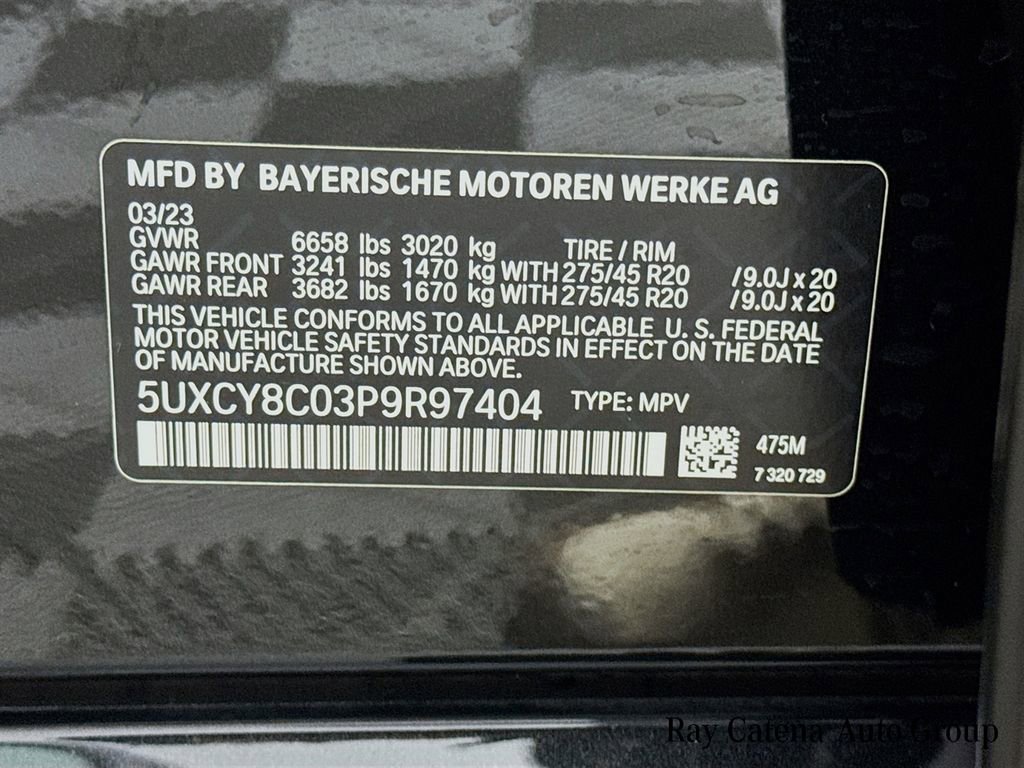 MFD BY BAYERISCHE MOTOREN WERKE AG
03/23
GVWR 6658 lbs 3020 kg TIRE / RIM
GAWR FRONT 3241 lbs 1470 kg WITH 275/45 R20 /9.0J x 20
GAWR REAR 3682 lbs 1670 kg WITH 275/45 R20 /9.0J x 20
THIS VEHICLE CONFORMS TO ALL APPLICABLE U. S. FEDERAL
MOTOR VEHICLE SAFETY STANDARDS IN EFFECT ON THE DATE
OF MANUFACTURE SHOWN ABOVE.
5UXCY8C03P9R97404 TYPE: MPV
475M
7 320 729
Ray Catena Auto Group